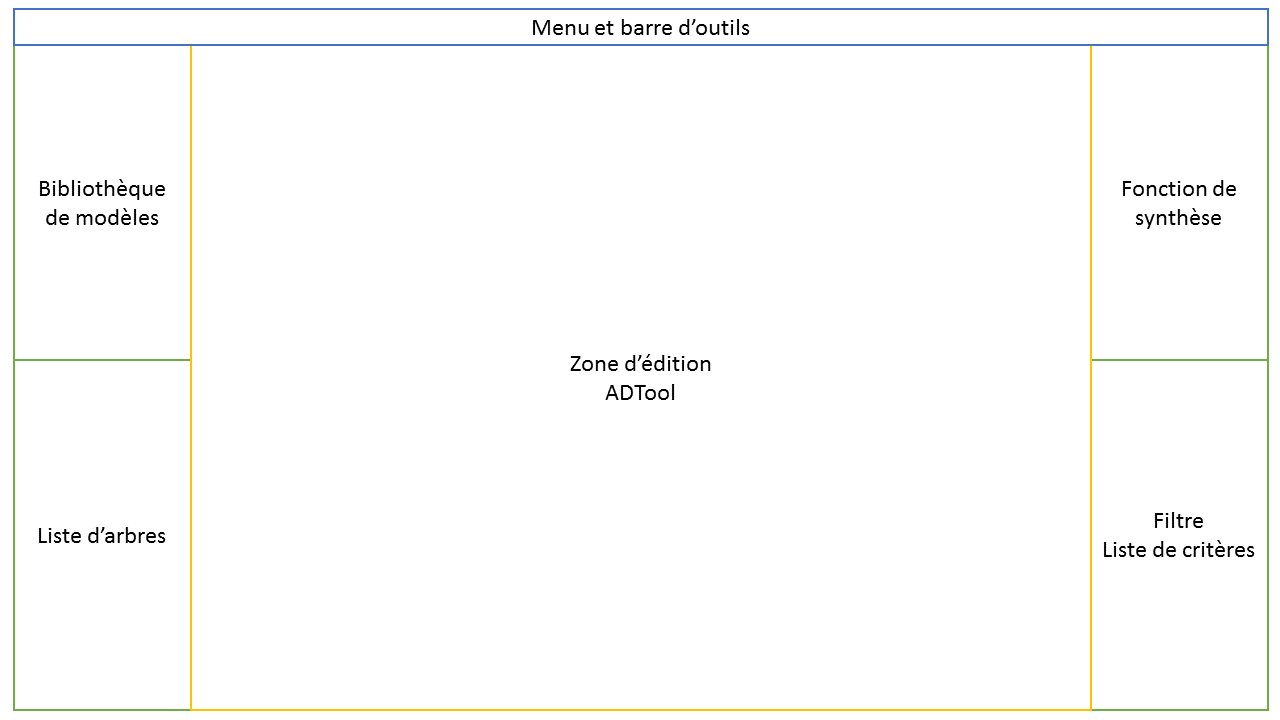 Menu et barre d’outils
Bibliothèque
de modèles
Fonction de
synthèse
Zone d’édition
ADTool
Liste d’arbres
Filtre
Liste de critères